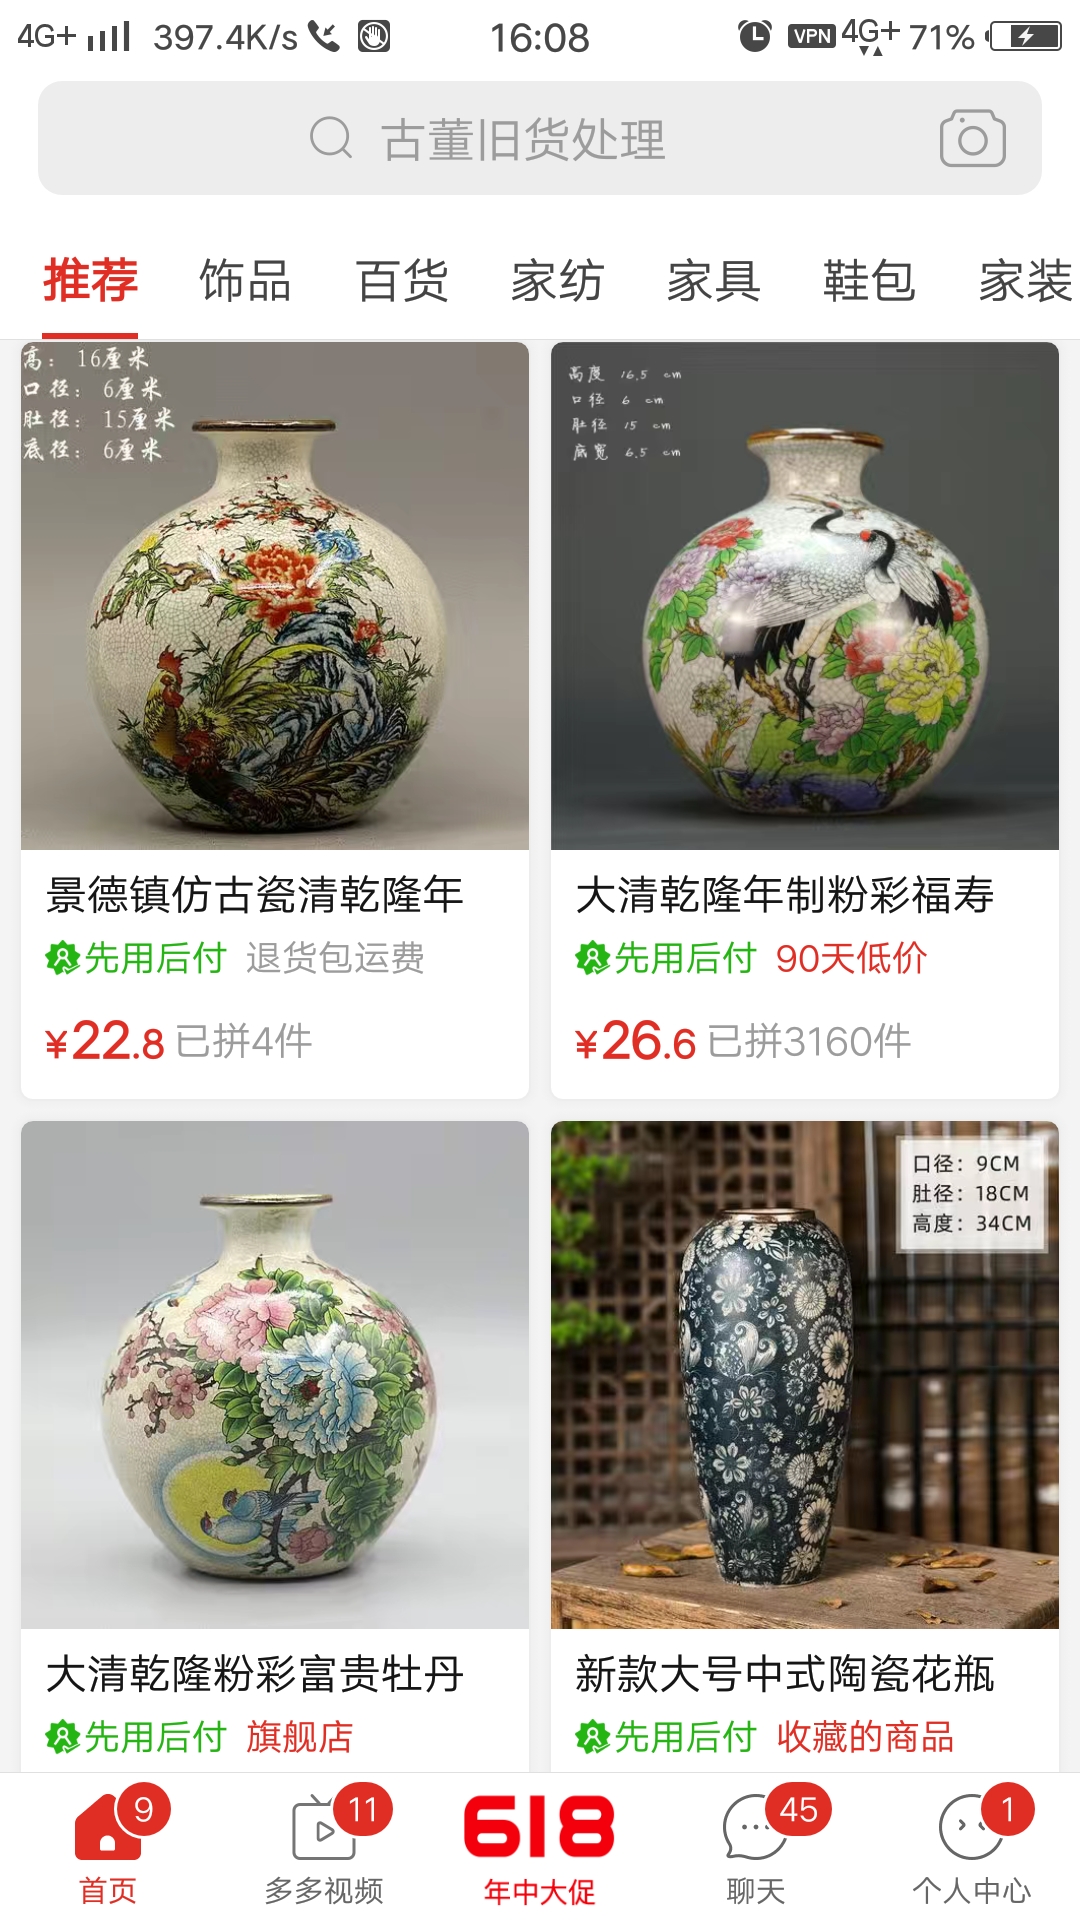 4G+ 397.4K/s 16:08 VPN 4G+ 71%
古董旧货处理
推荐 饰品 百货 家纺 家具 鞋包 家装
高： 16厘米
口径： 6厘米
肚径： 15厘米
底径： 6厘米
高度 16.5 cm
口径 6 cm
肚径 15 cm
底宽 6.5 cm
景德镇仿古瓷清乾隆年
先用后付 退货包运费
¥22.8 已拼4件
大清乾隆年制粉彩福寿
先用后付 90天低价
¥26.6 已拼3160件
口径：9CM
肚径：18CM
高度：34CM
大清乾隆粉彩富贵牡丹
先用后付 旗舰店
新款大号中式陶瓷花瓶
先用后付 收藏的商品
9 11 618 45 1
首页 多多视频 年中大促 聊天 个人中心